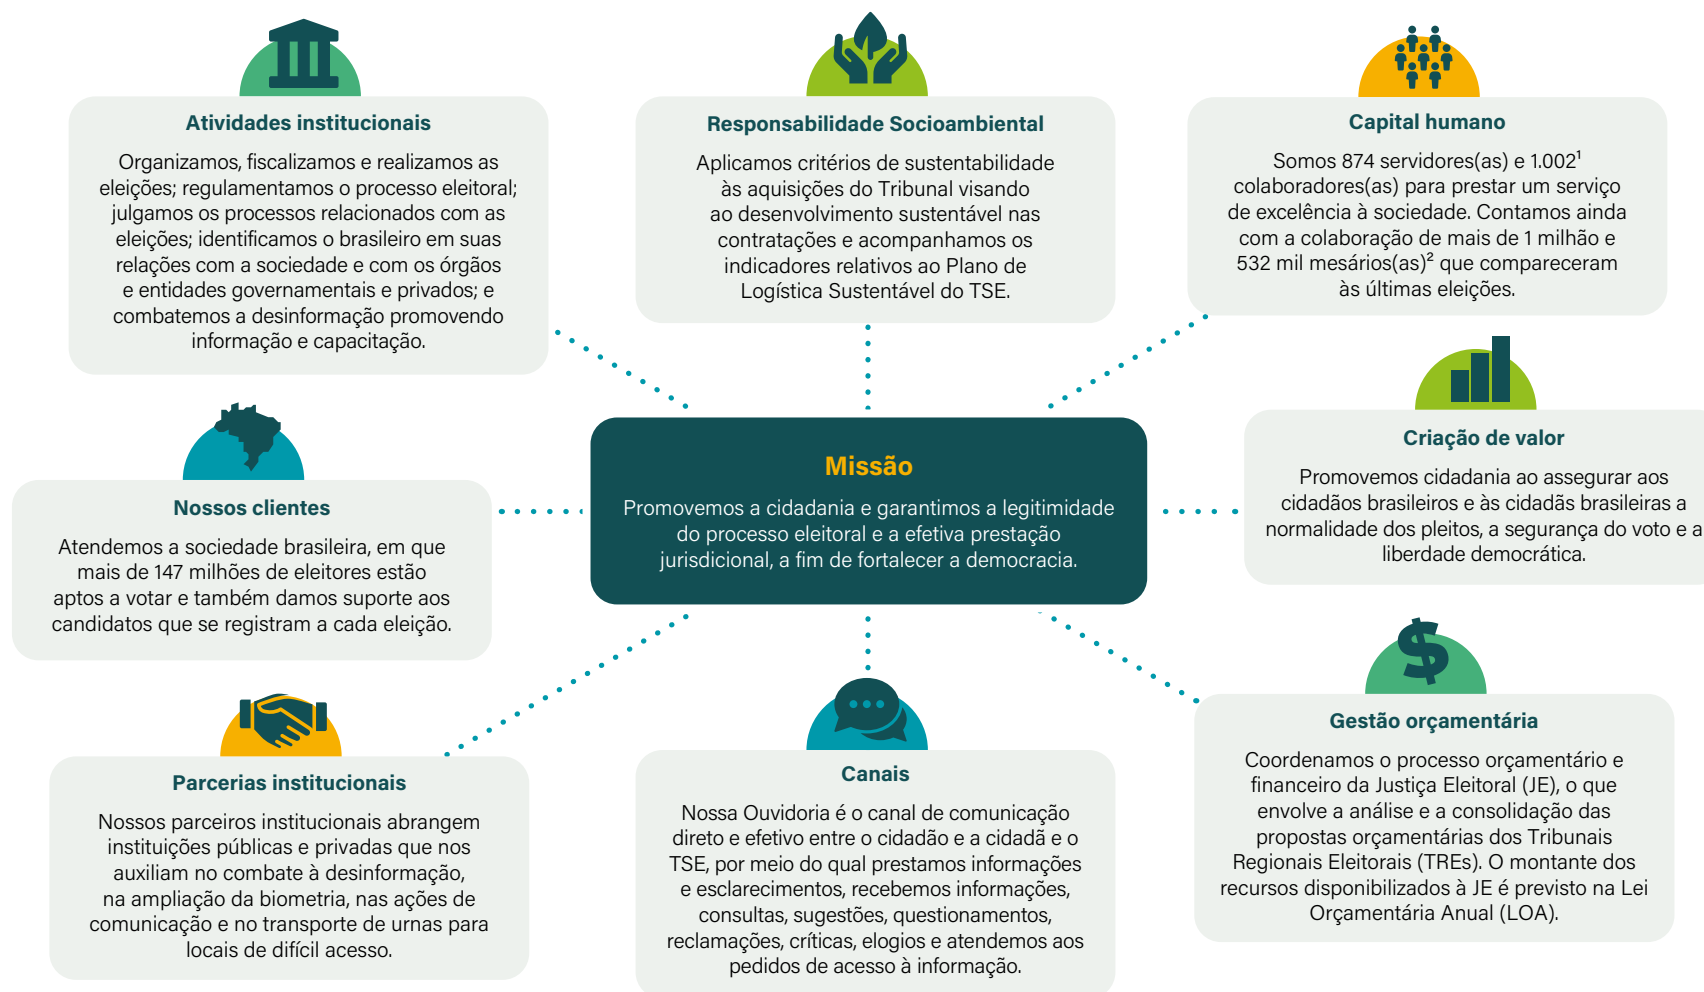 Atividades institucionais
Organizamos, fiscalizamos e realizamos as
eleições; regulamentamos o processo eleitoral;
julgamos os processos relacionados com as
eleições; identificamos o brasileiro em suas
relações com a sociedade e com os órgãos
e entidades governamentais e privados; e
combatemos a desinformação promovendo
informação e capacitação.
Responsabilidade Socioambiental
Aplicamos critérios de sustentabilidade
às aquisições do Tribunal visando
ao desenvolvimento sustentável nas
contratações e acompanhamos os
indicadores relativos ao Plano de
Logística Sustentável do TSE.
Capital humano
Somos 874 servidores(as) e 1.002¹
colaboradores(as) para prestar um serviço
de excelência à sociedade. Contamos ainda
com a colaboração de mais de 1 milhão e
532 mil mesários(as)² que compareceram
às últimas eleições.
Nossos clientes
Atendemos a sociedade brasileira, em que
mais de 147 milhões de eleitores estão
aptos a votar e também damos suporte aos
candidatos que se registram a cada eleição.
Missão
Promovemos a cidadania e garantimos a legitimidade
do processo eleitoral e a efetiva prestação
jurisdicional, a fim de fortalecer a democracia.
Criação de valor
Promovemos cidadania ao assegurar aos
cidadãos brasileiros e às cidadãs brasileiras a
normalidade dos pleitos, a segurança do voto e a
liberdade democrática.
Parcerias institucionais
Nossos parceiros institucionais abrangem
instituições públicas e privadas que nos
auxiliam no combate à desinformação,
na ampliação da biometria, nas ações de
comunicação e no transporte de urnas para
locais de difícil acesso.
Canais
Nossa Ouvidoria é o canal de comunicação
direto e efetivo entre o cidadão e a cidadã e o
TSE, por meio do qual prestamos informações
e esclarecimentos, recebemos informações,
consultas, sugestões, questionamentos,
reclamações, críticas, elogios e atendemos aos
pedidos de acesso à informação.
Gestão orçamentária
Coordenamos o processo orçamentário e
financeiro da Justiça Eleitoral (JE), o que
envolve a análise e a consolidação das
propostas orçamentárias dos Tribunais
Regionais Eleitorais (TREs). O montante dos
recursos disponibilizados à JE é previsto na Lei
Orçamentária Anual (LOA).